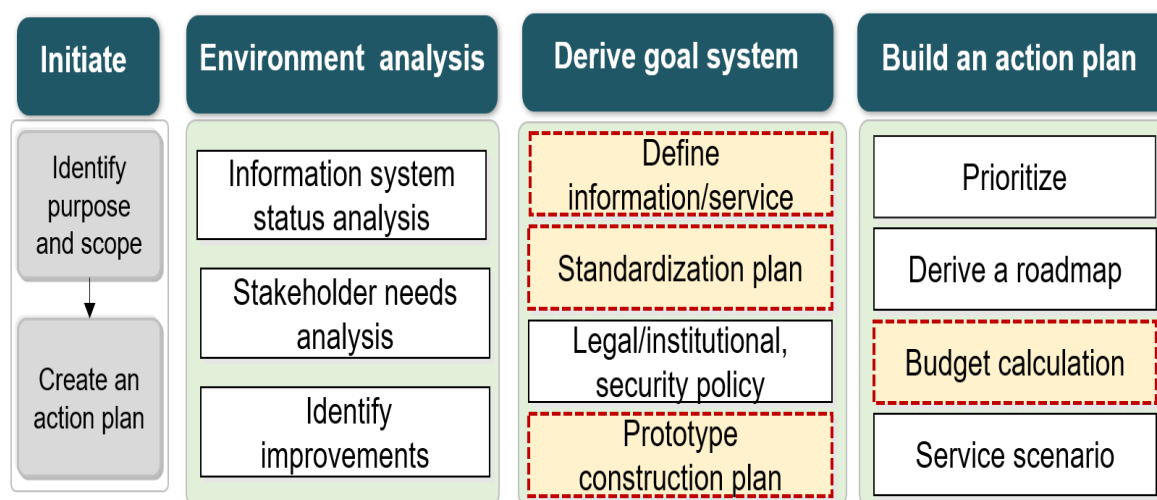 Initiate
Identify
purpose
and scope
Create an
action plan
Environment analysis
Information system
status analysis
Stakeholder needs
analysis
Identify
improvements
Derive goal system
Define
information/service
Standardization plan
Legal/institutional,
security policy
Prototype
construction plan
Build an action plan
Prioritize
Derive a roadmap
Budget calculation
Service scenario